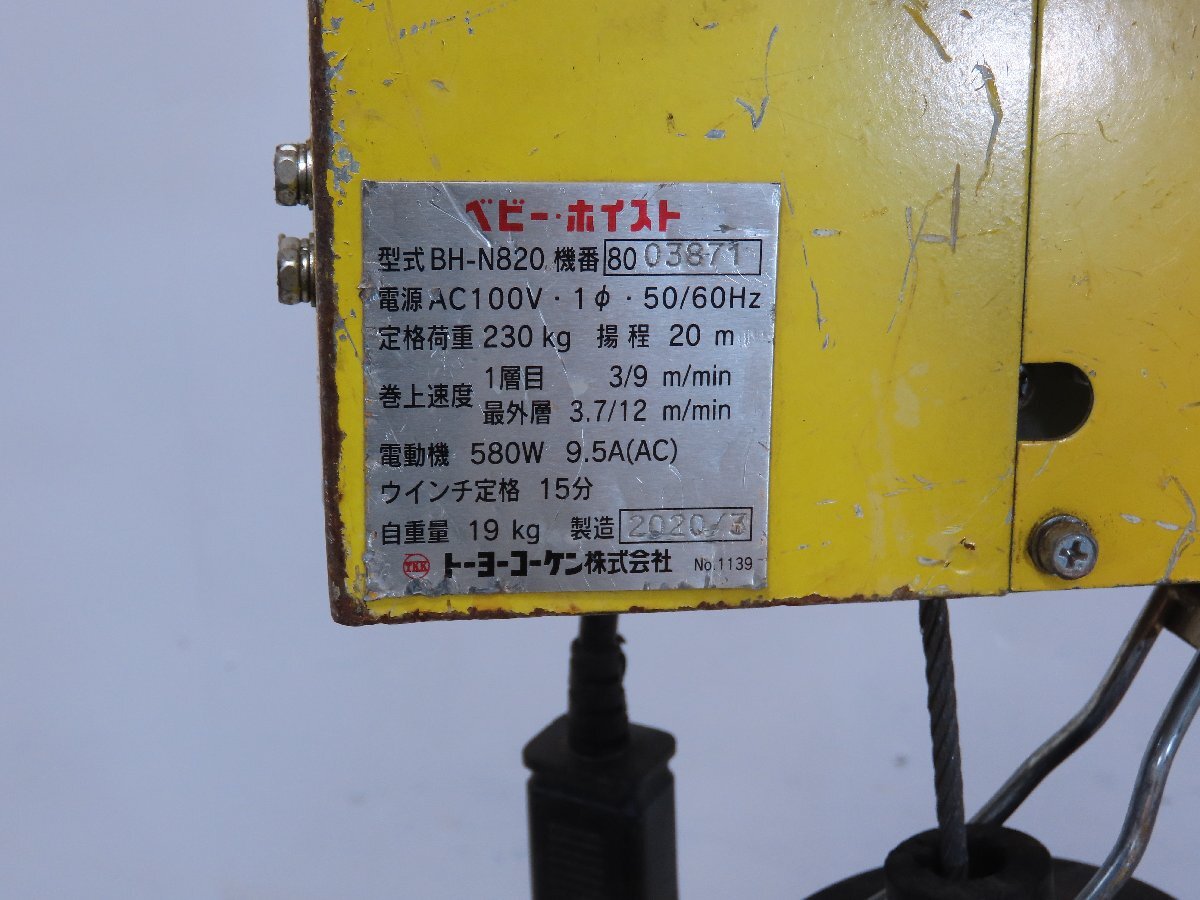 ベビー・ホイスト
型式 BH-N820 機番 80 03871
電源 AC100V・1φ・50/60Hz
定格荷重 230 kg 揚程 20 m
巻上速度 1層目 3/9 m/min
最外層 3.7/12 m/min
電動機 580W 9.5A(AC)
ウインチ定格 15分
自重量 19 kg 製造 2020/3
TKK トーヨーコーケン株式会社 No.1139